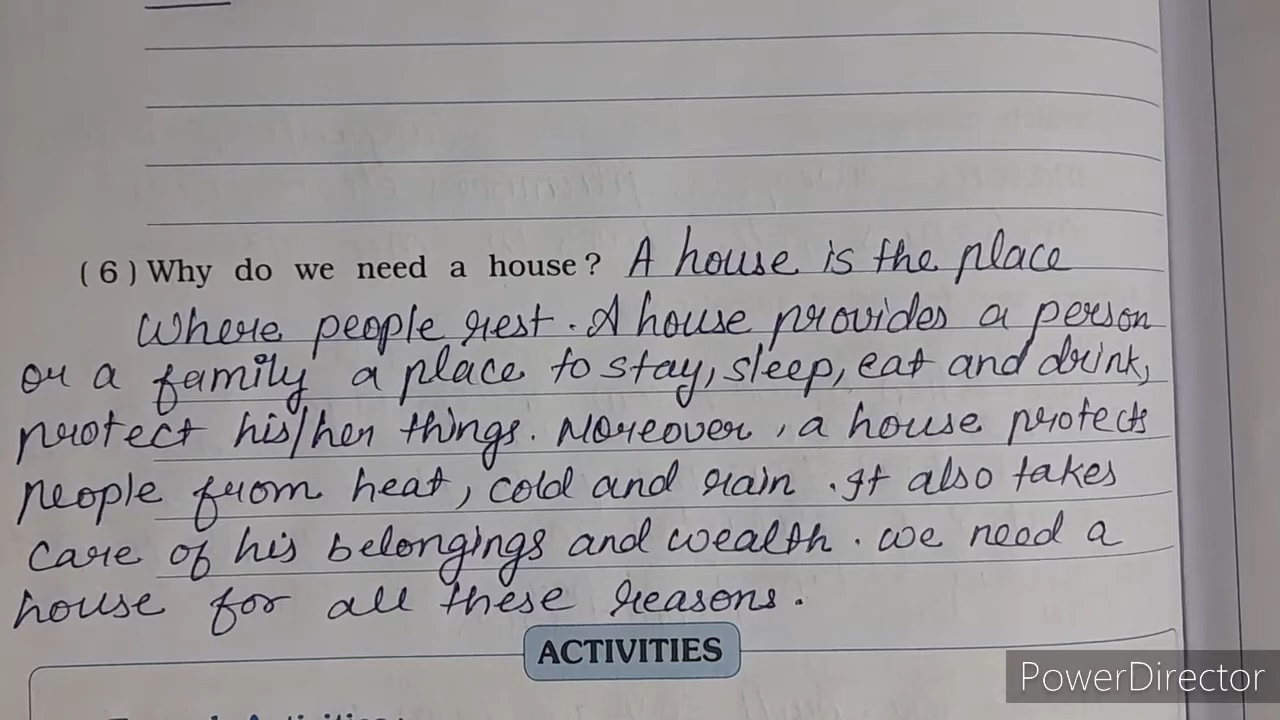 (6) Why do we need a house? A house is the place
Where people rest. A house provides a person
or a family a place to stay, sleep, eat and drink,
protect his/her things. Moreover, a house protects
people from heat, cold and rain. It also takes
care of his belongings and wealth. we need a
house for all these reasons.
ACTIVITIES
PowerDirector